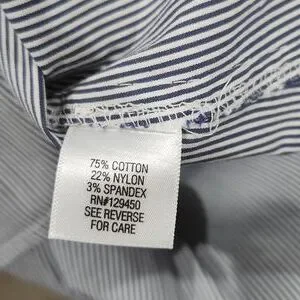 75% COTTON
22% NYLON
3% SPANDEX
RN#129450
SEE REVERSE
FOR CARE